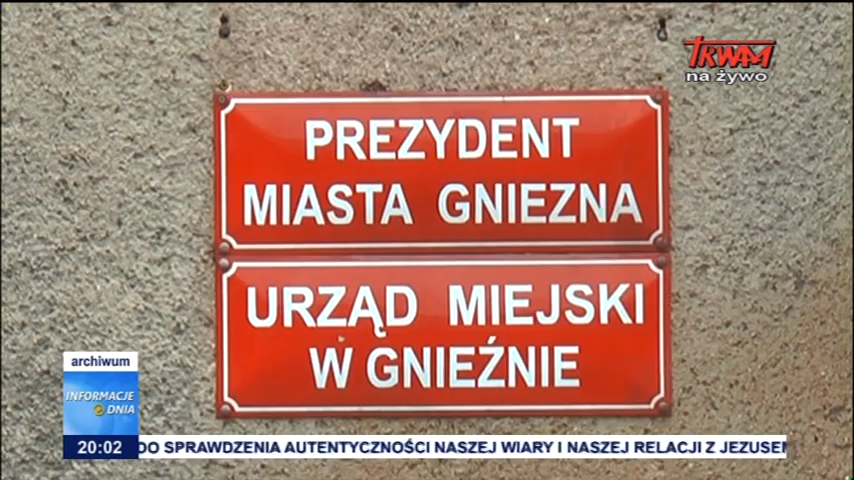 TRWAM
na żywo
PREZYDENT
MIASTA GNIEZNA
URZĄD MIEJSKI
W GNIEŹNIE
archiwum
INFORMACJE
DNIA
20:02
DO SPRAWDZENIA AUTENTYCZNOŚCI NASZEJ WIARY I NASZEJ RELACJI Z JEZUSEM